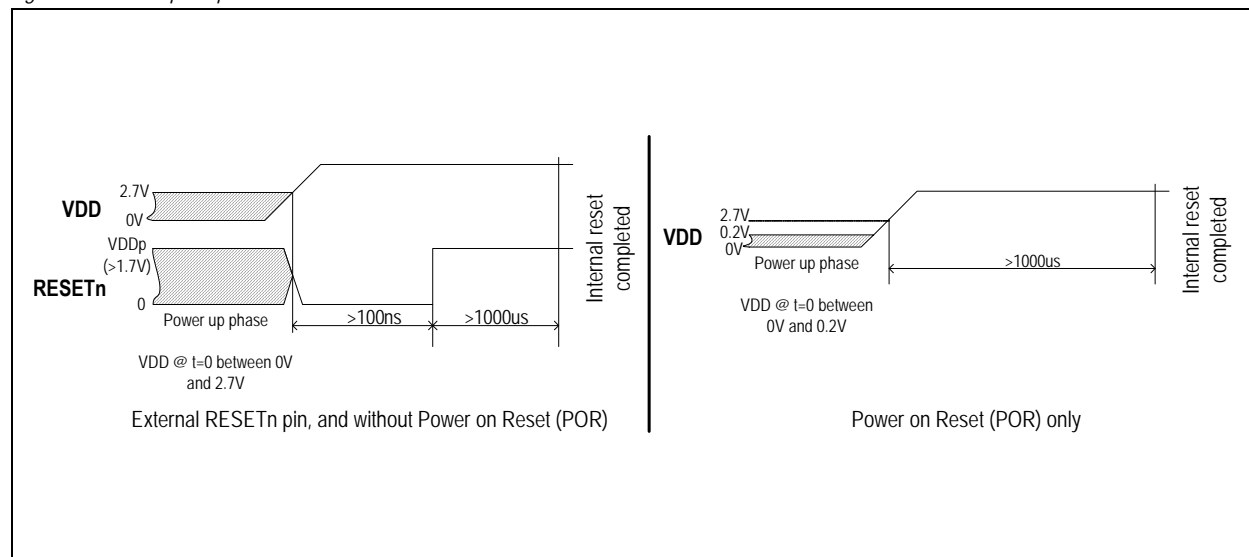 2.7V
VDD
0V
VDDp
(>1.7V)
RESETn
0
Power up phase
>100ns
>1000us
VDD @ t=0 between 0V
and 2.7V
Internal reset
completed
External RESETn pin, and without Power on Reset (POR)
2.7V
0.2V
VDD
0V
Power up phase
>1000us
VDD @ t=0 between
0V and 0.2V
Internal reset
completed
Power on Reset (POR) only